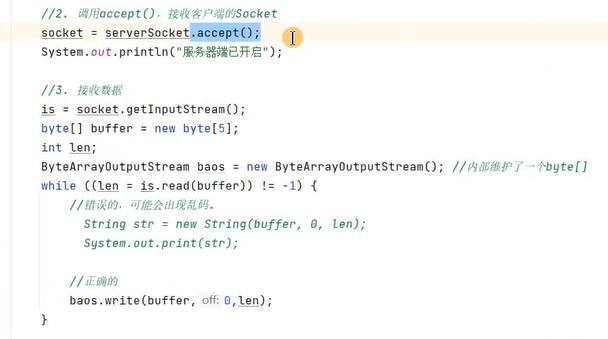 //2. 调用accept()，接收客户端的Socket
socket = serverSocket.accept();
System.out.println("服务器端已开启");
//3. 接收数据
is = socket.getInputStream();
byte[] buffer = new byte[5];
int len;
ByteArrayOutputStream baos = new ByteArrayOutputStream(); //内部维护了一个byte[]
while ((len = is.read(buffer)) != -1) {
//错误的，可能会出现乱码。
String str = new String(buffer, 0, len);
System.out.print(str);
//正确的
baos.write(buffer, off: 0,len);
}